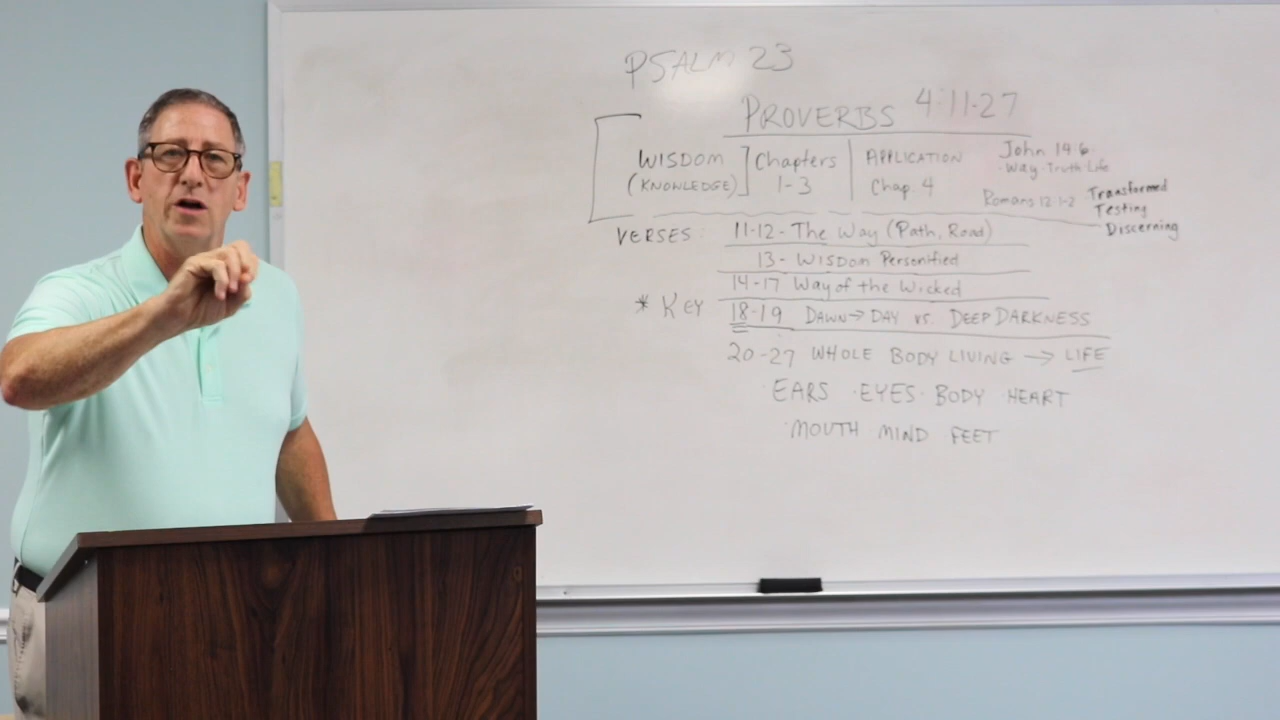 PSALM 23
PROVERBS 4:11-27
WISDOM
(KNOWLEDGE)
Chapters
1-3
APPLICATION
Chap. 4
John 14:6
·Way·Truth Life
Romans 12:1-2
Transformed
Testing
Discerning
VERSES: 11-12- The Way (Path, Road)
13- WISDOM Personified
14-17 Way of the Wicked
* KEY 18-19 DAWN→DAY vs. DEEP DARKNESS
20-27 WHOLE BODY LIVING → LIFE
·EARS ·EYES·BODY ·HEART
·MOUTH MIND FEET